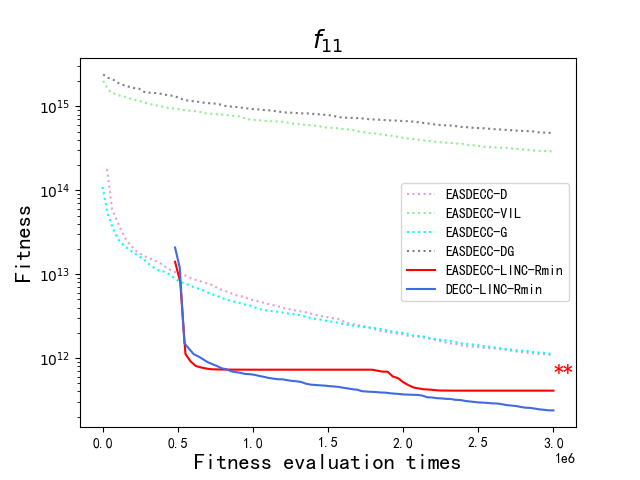 f11
Fitness
10^15
10^14
10^13
10^12
EASDECC-D
EASDECC-VIL
EASDECC-G
EASDECC-DG
EASDECC-LINC-Rmin
DECC-LINC-Rmin
**
0.0 0.5 1.0 1.5 2.0 2.5 3.0
1e6
Fitness evaluation times